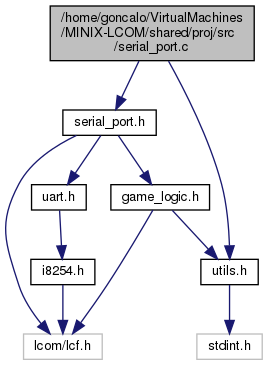 /home/goncalo/VirtualMachines
/MINIX-LCOM/shared/proj/src
/serial_port.c
serial_port.h
uart.h
game_logic.h
i8254.h
utils.h
lcom/lcf.h
stdint.h